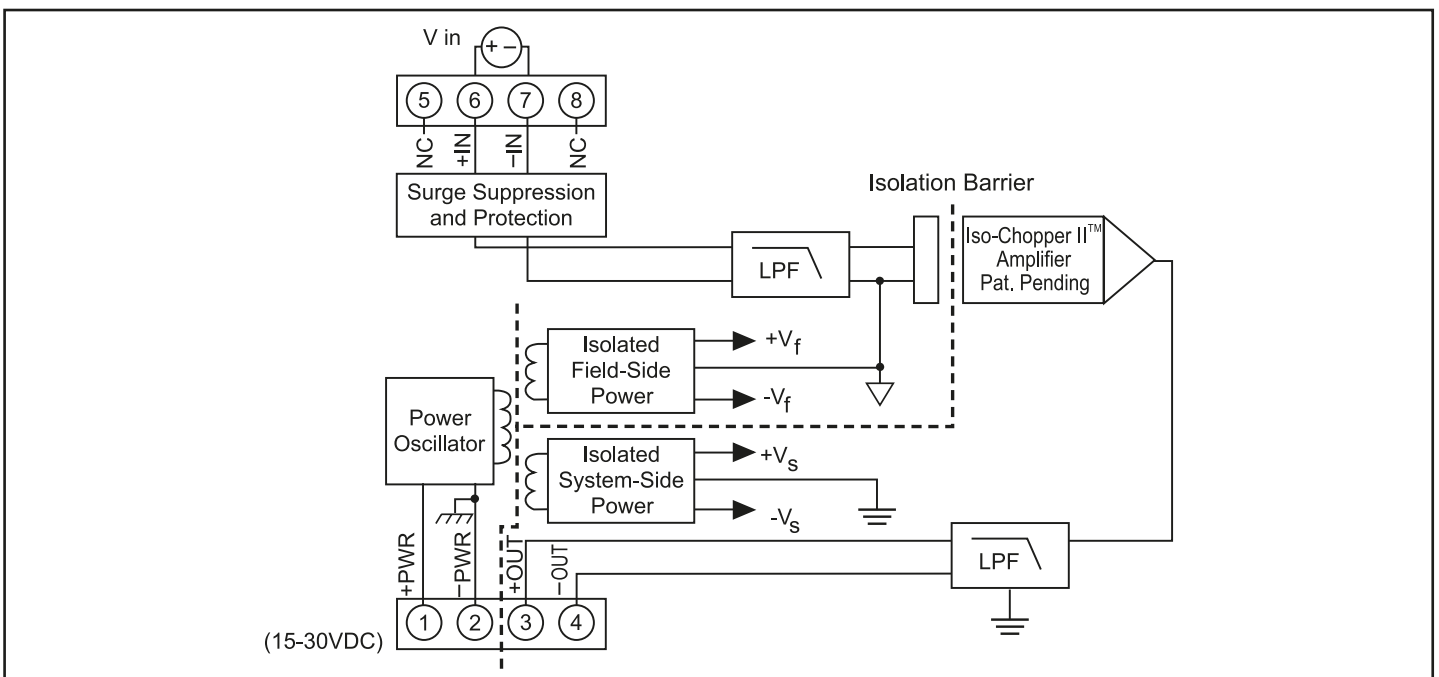 V in
+ −
5 6 7 8
NC +IN −IN NC
Surge Suppression
and Protection
Isolation Barrier
LPF
Iso-Chopper II™
Amplifier
Pat. Pending
Isolated
Field-Side
Power
+Vf
-Vf
Power
Oscillator
Isolated
System-Side
Power
+Vs
-Vs
+PWR −PWR +OUT −OUT
LPF
1 2 3 4
(15-30VDC)